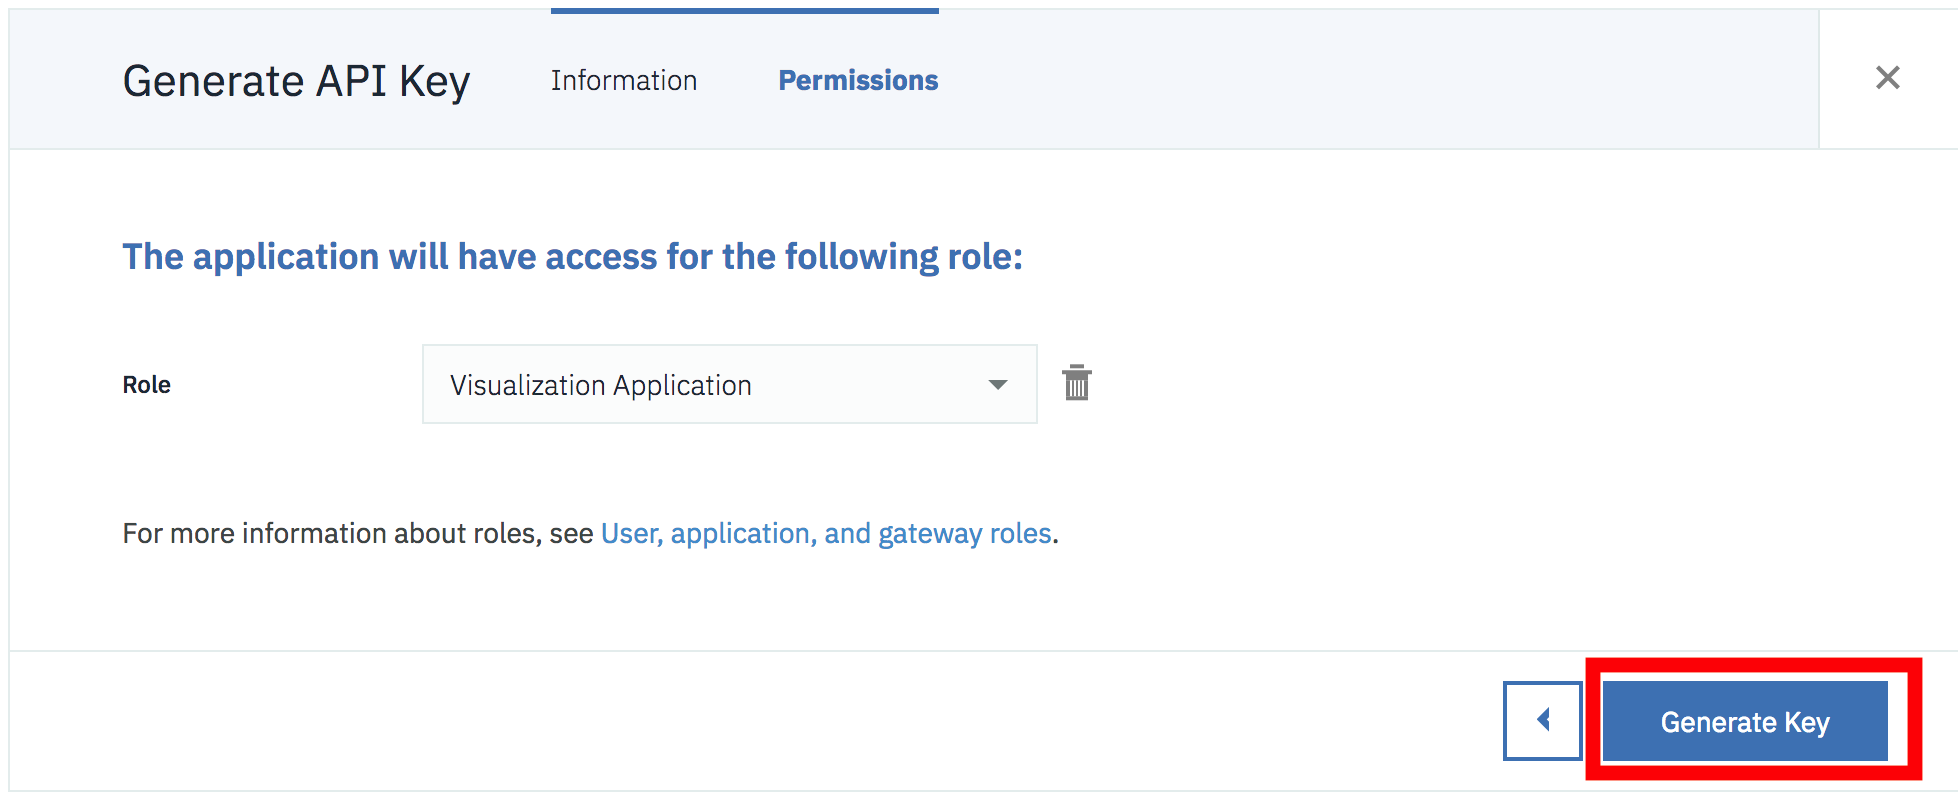 Generate API Key Information Permissions
The application will have access for the following role:
Role Visualization Application
For more information about roles, see User, application, and gateway roles.
Generate Key